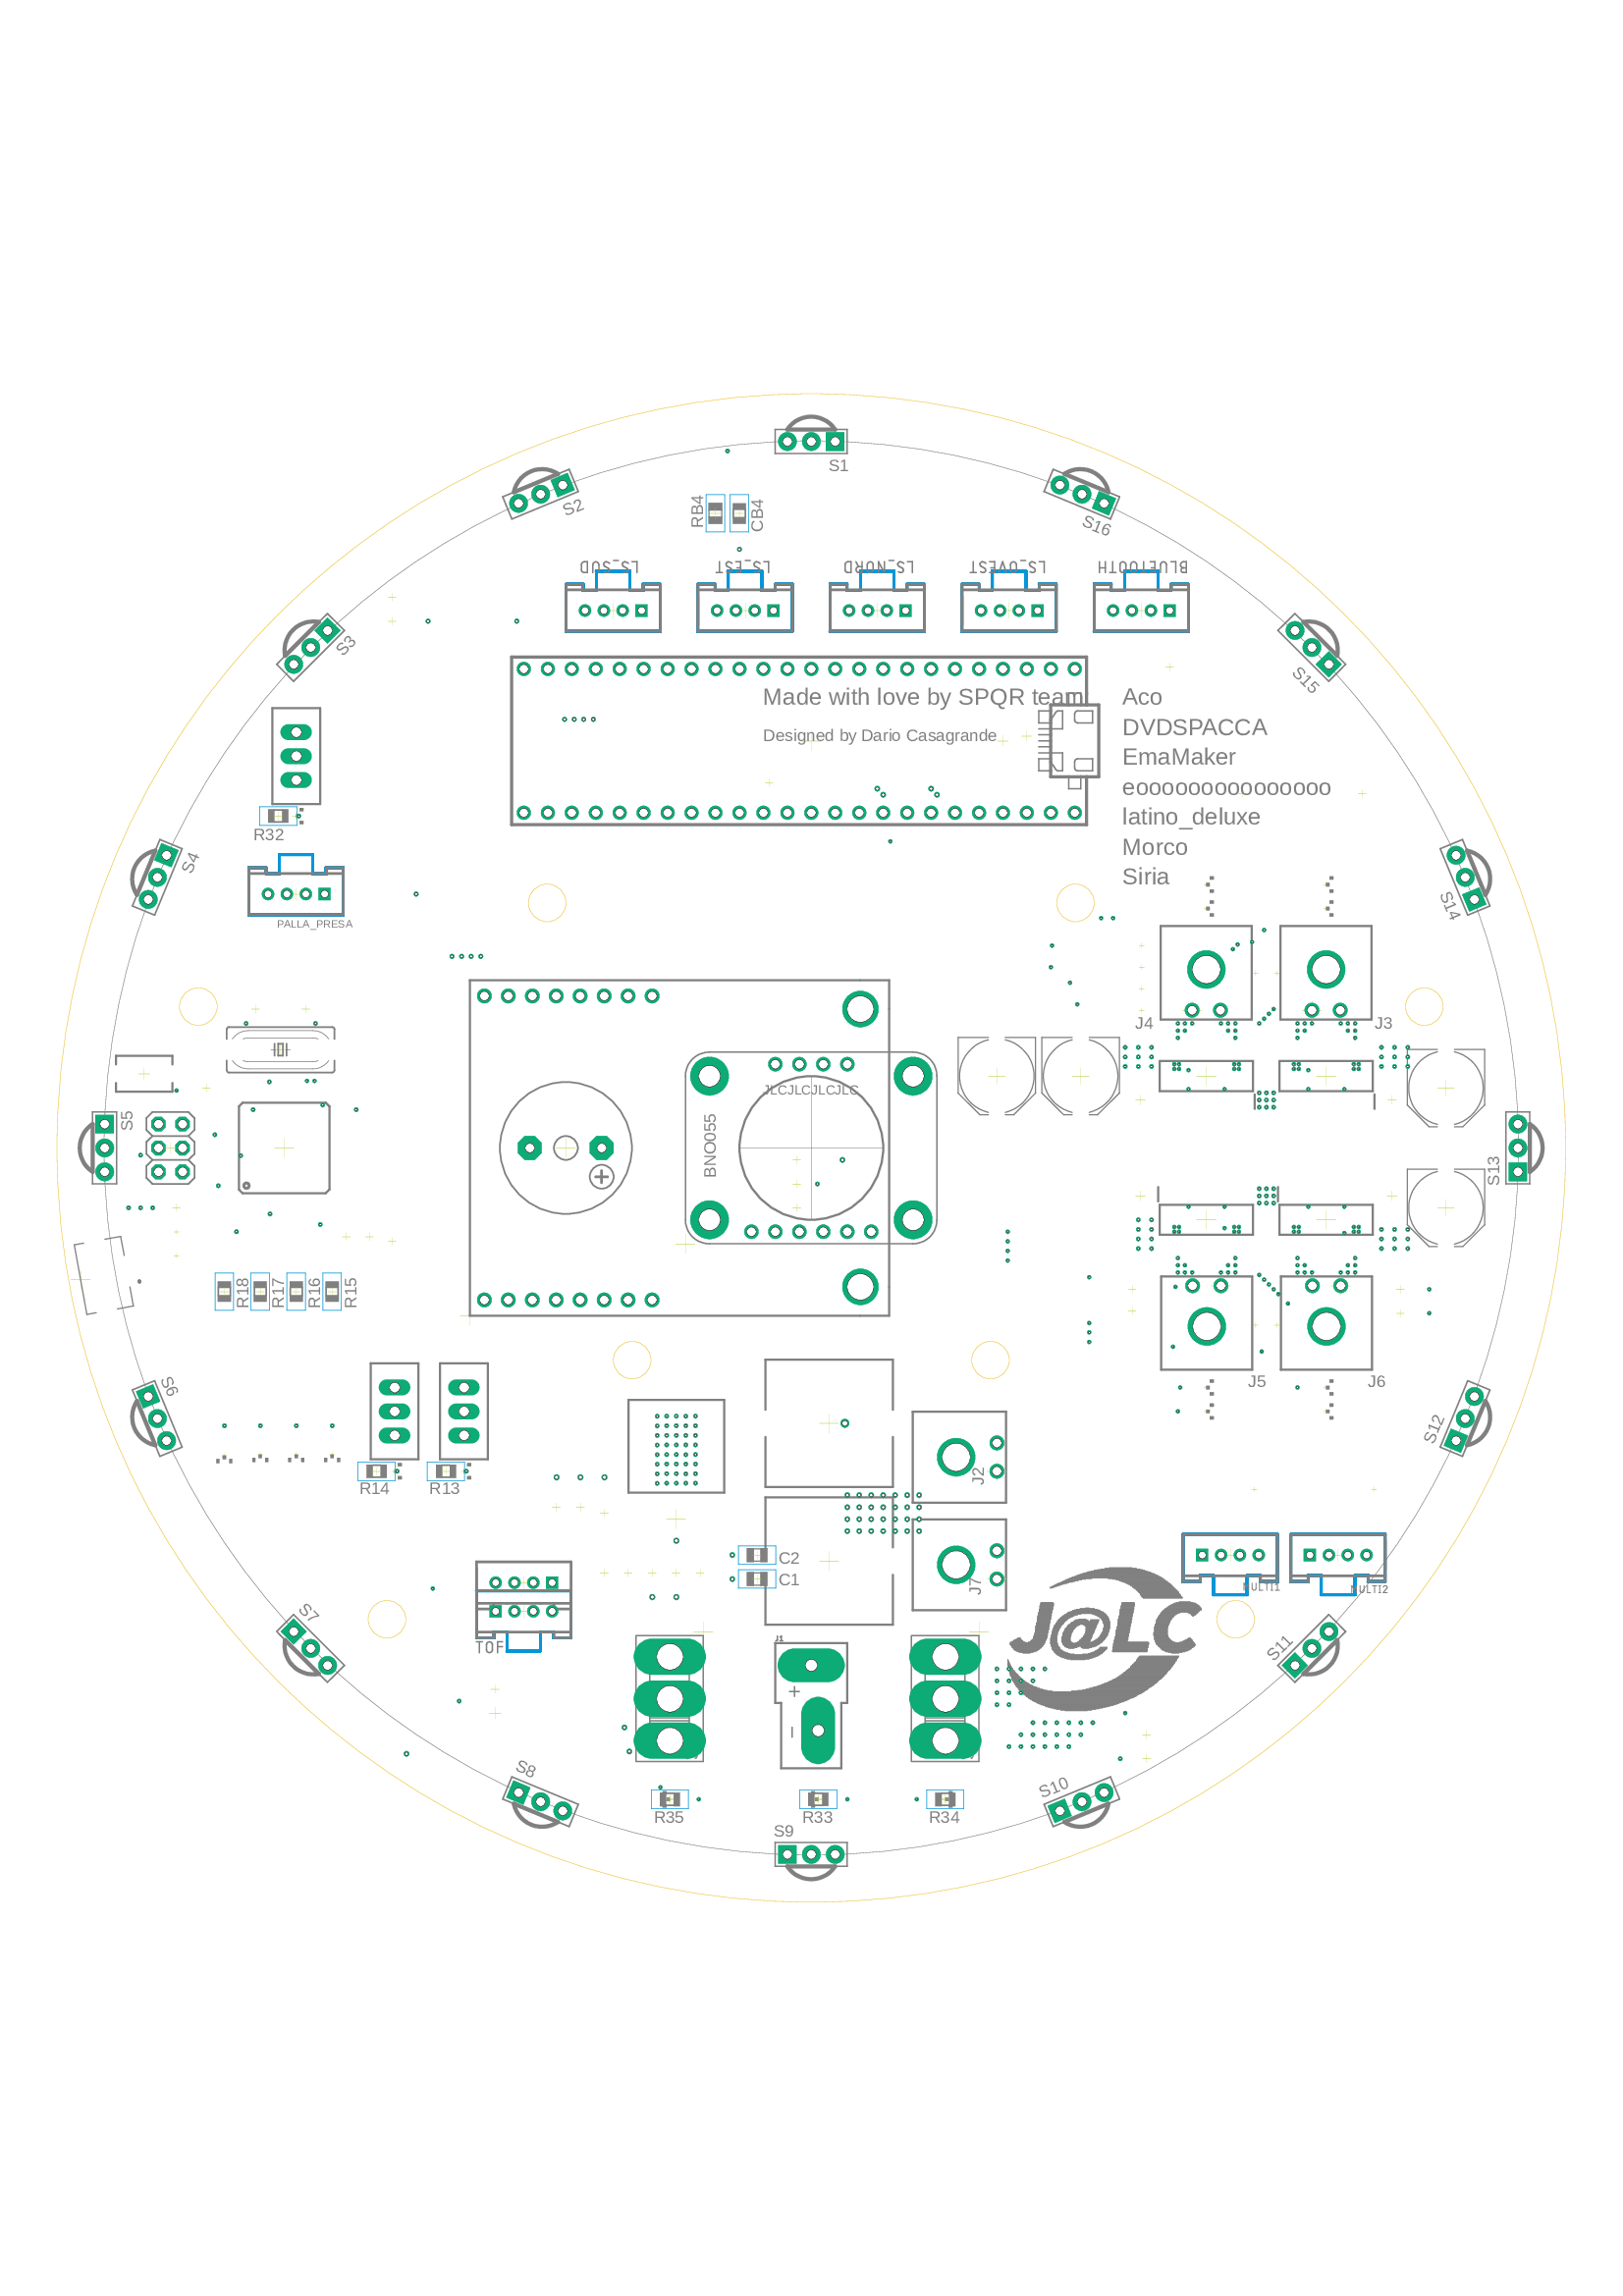 S1
S2
S16
RB4
CB4
LS_SUD
LS_EST
LS_NORD
LS_OVEST
BLUETOOTH
S3
S15
Made with love by SPQR team
Designed by Dario Casagrande
Aco
DVDSPACCA
EmaMaker
eooooooooooooooo
latino_deluxe
Morco
Siria
R32
S4
S14
PALLA_PRESA
J4
J3
JLCJLCJLCJLC
BNO055
S5
S13
R18
R17
R16
R15
S6
J5
J6
S12
R14
R13
J2
C2
C1
J7
MULTI1
MULTI2
S7
TOF
J1
+
J@LC
S11
S8
S10
R35
R33
R34
S9